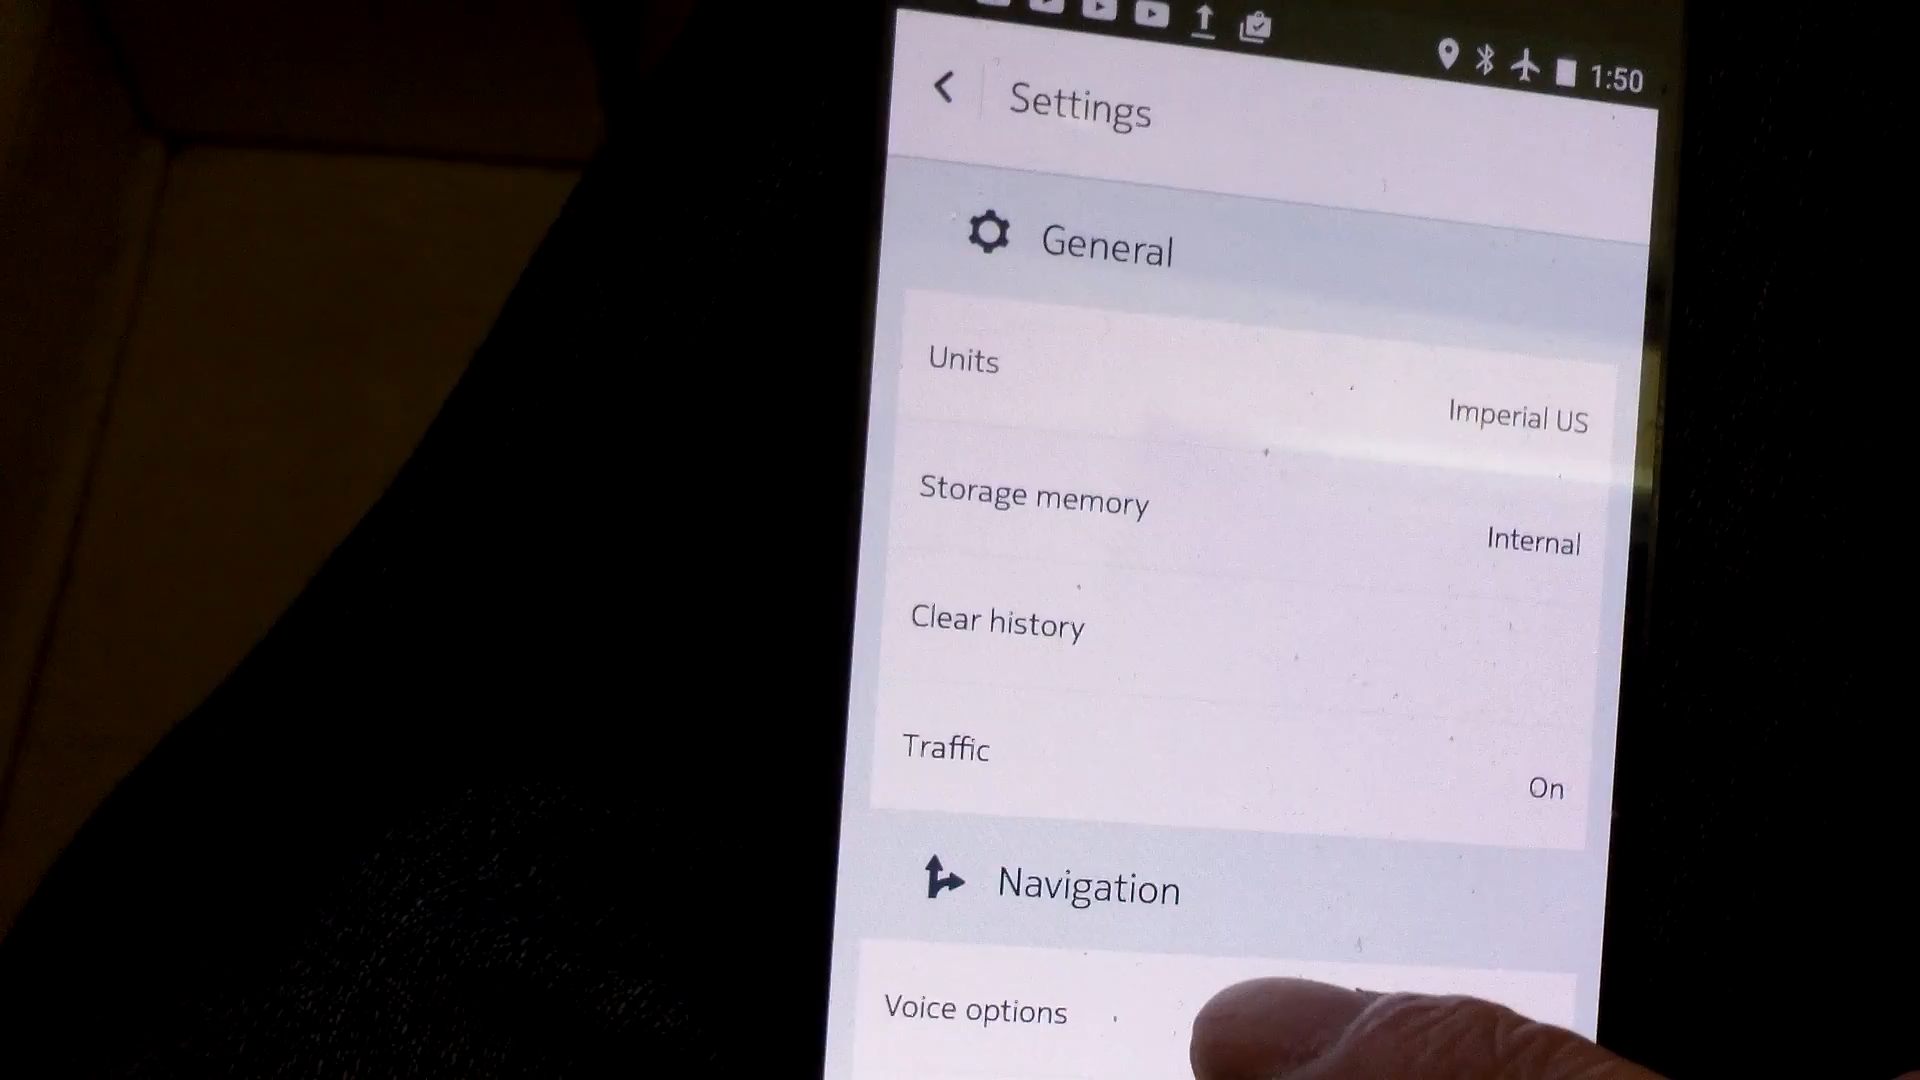 1:50
Settings
General
Units
Imperial US
Storage memory
Internal
Clear history
Traffic
On
Navigation
Voice options